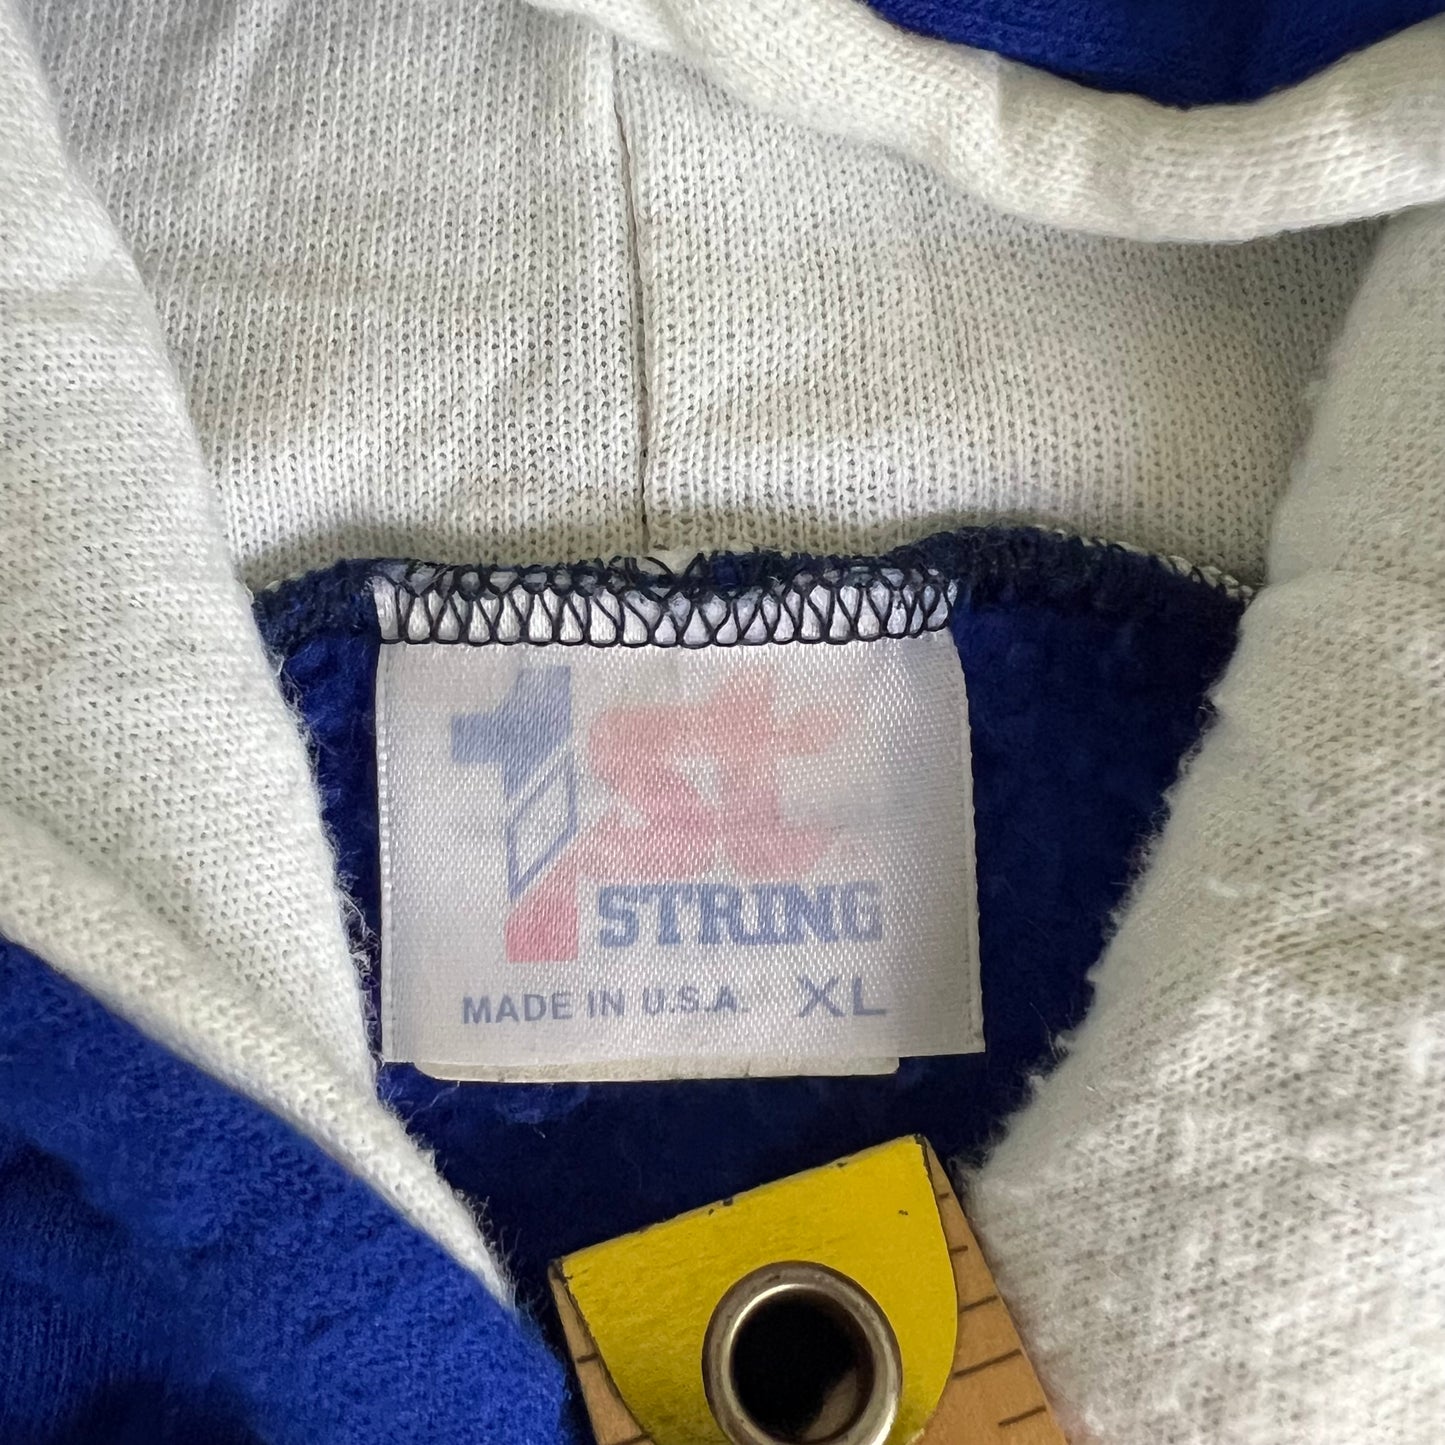 1st
STRING
MADE IN U.S.A. XL